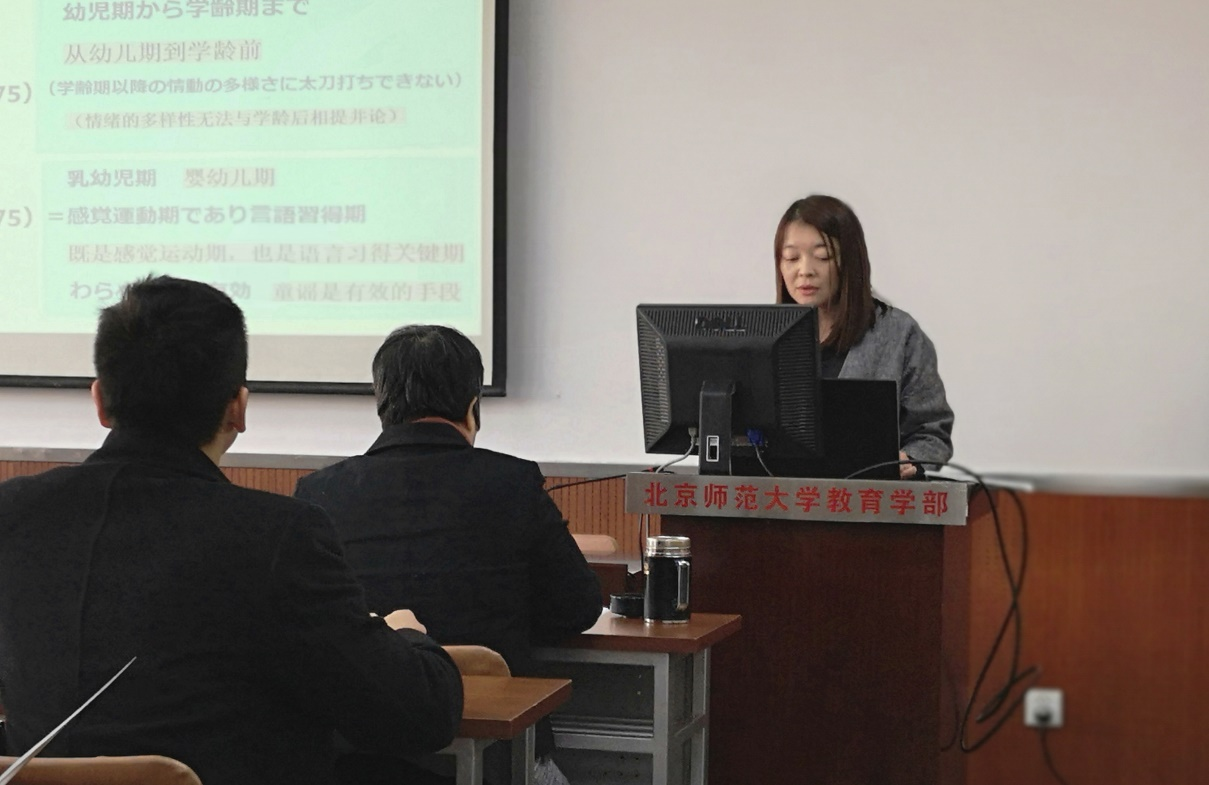 幼児期から学齢期まで
从幼儿期到学龄前
75) (学齢期以降の情動の多様さに太刀打ちできない)
(情绪的多样性无法与学龄后相提并论)
乳幼児期 婴幼儿期
75) =感覚運動期であり言語習得期
既是感觉运动期,也是语言习得关键期
わら 有効 童谣是有效的手段
DELL
北京师范大学教育学部